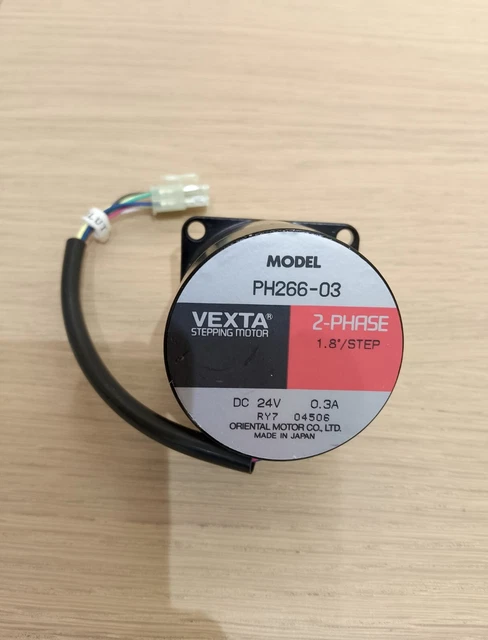 LUT
MODEL
PH266-03
VEXTA®
STEPPING MOTOR
2-PHASE
1.8°/STEP
DC 24V 0.3A
RY7 04506
ORIENTAL MOTOR CO., LTD.
MADE IN JAPAN